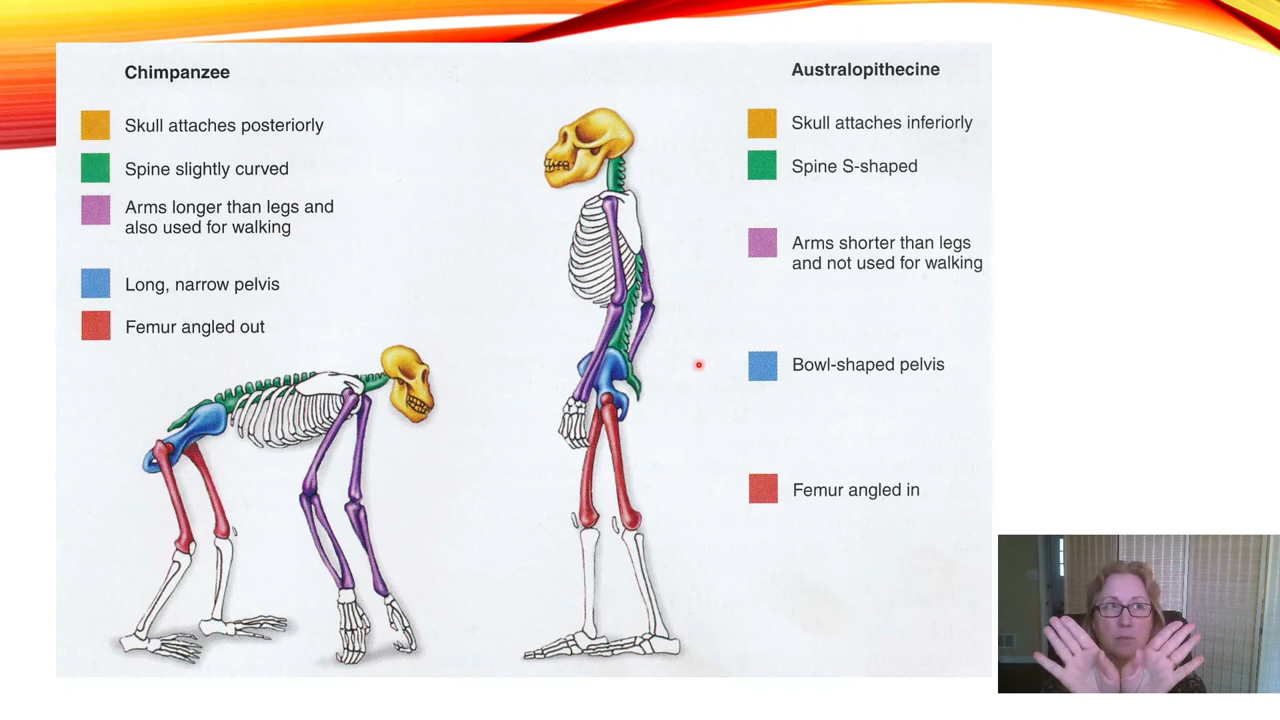 Chimpanzee
Skull attaches posteriorly
Spine slightly curved
Arms longer than legs and
also used for walking
Long, narrow pelvis
Femur angled out
Australopithecine
Skull attaches inferiorly
Spine S-shaped
Arms shorter than legs
and not used for walking
Bowl-shaped pelvis
Femur angled in